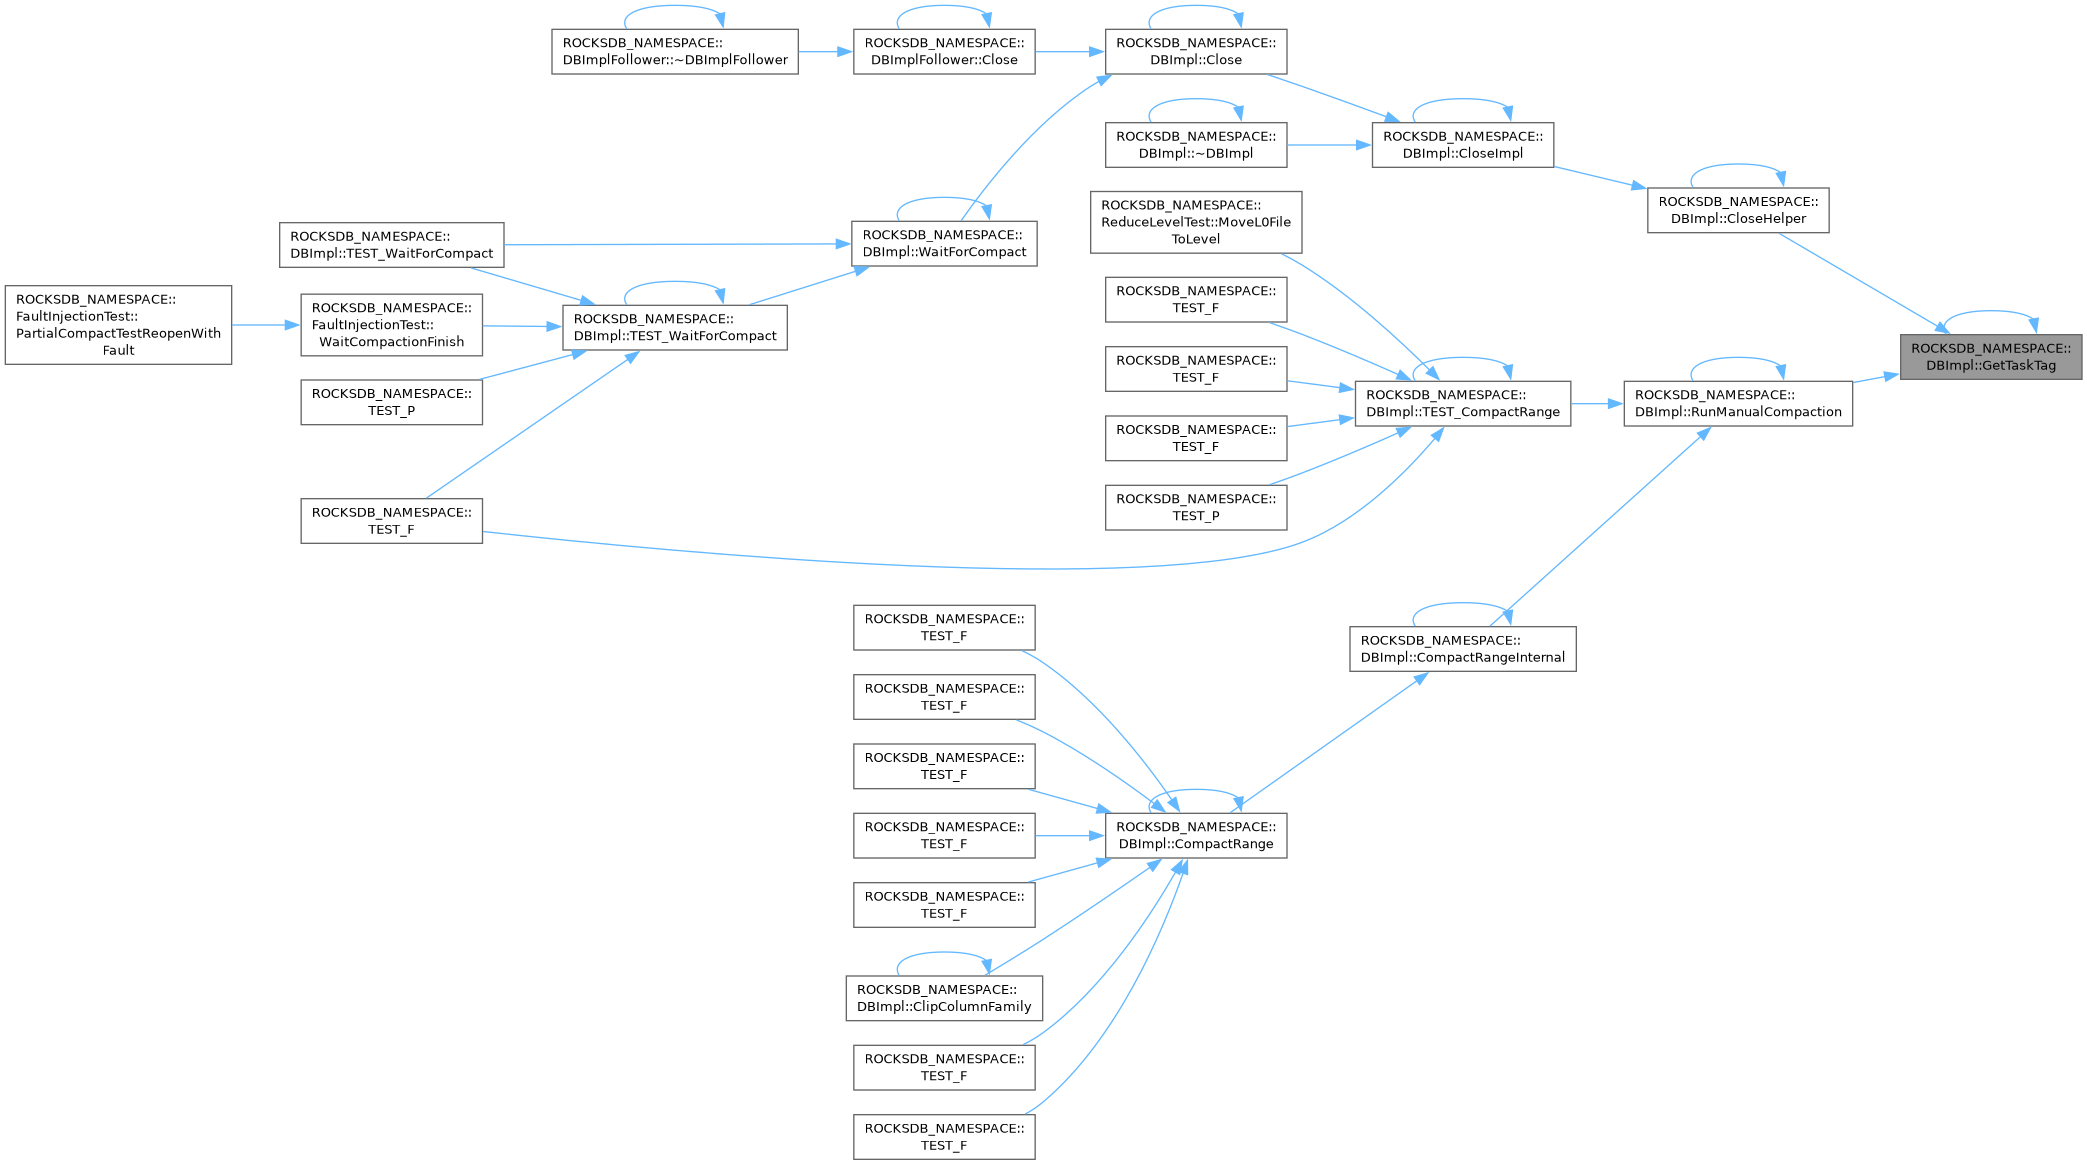 ROCKSDB_NAMESPACE::
DBImplFollower::~DBImplFollower
ROCKSDB_NAMESPACE::
DBImplFollower::Close
ROCKSDB_NAMESPACE::
DBImpl::Close
ROCKSDB_NAMESPACE::
DBImpl::~DBImpl
ROCKSDB_NAMESPACE::
DBImpl::CloseImpl
ROCKSDB_NAMESPACE::
DBImpl::CloseHelper
ROCKSDB_NAMESPACE::
ReduceLevelTest::MoveL0File
ToLevel
ROCKSDB_NAMESPACE::
DBImpl::TEST_WaitForCompact
ROCKSDB_NAMESPACE::
DBImpl::WaitForCompact
ROCKSDB_NAMESPACE::
FaultInjectionTest::
PartialCompactTestReopenWith
Fault
ROCKSDB_NAMESPACE::
FaultInjectionTest::
WaitCompactionFinish
ROCKSDB_NAMESPACE::
DBImpl::TEST_WaitForCompact
ROCKSDB_NAMESPACE::
TEST_F
ROCKSDB_NAMESPACE::
DBImpl::GetTaskTag
ROCKSDB_NAMESPACE::
TEST_P
ROCKSDB_NAMESPACE::
TEST_F
ROCKSDB_NAMESPACE::
DBImpl::TEST_CompactRange
ROCKSDB_NAMESPACE::
DBImpl::RunManualCompaction
ROCKSDB_NAMESPACE::
TEST_F
ROCKSDB_NAMESPACE::
TEST_P
ROCKSDB_NAMESPACE::
TEST_F
ROCKSDB_NAMESPACE::
TEST_F
ROCKSDB_NAMESPACE::
DBImpl::CompactRangeInternal
ROCKSDB_NAMESPACE::
TEST_F
ROCKSDB_NAMESPACE::
TEST_F
ROCKSDB_NAMESPACE::
TEST_F
ROCKSDB_NAMESPACE::
DBImpl::CompactRange
ROCKSDB_NAMESPACE::
TEST_F
ROCKSDB_NAMESPACE::
DBImpl::ClipColumnFamily
ROCKSDB_NAMESPACE::
TEST_F
ROCKSDB_NAMESPACE::
TEST_F